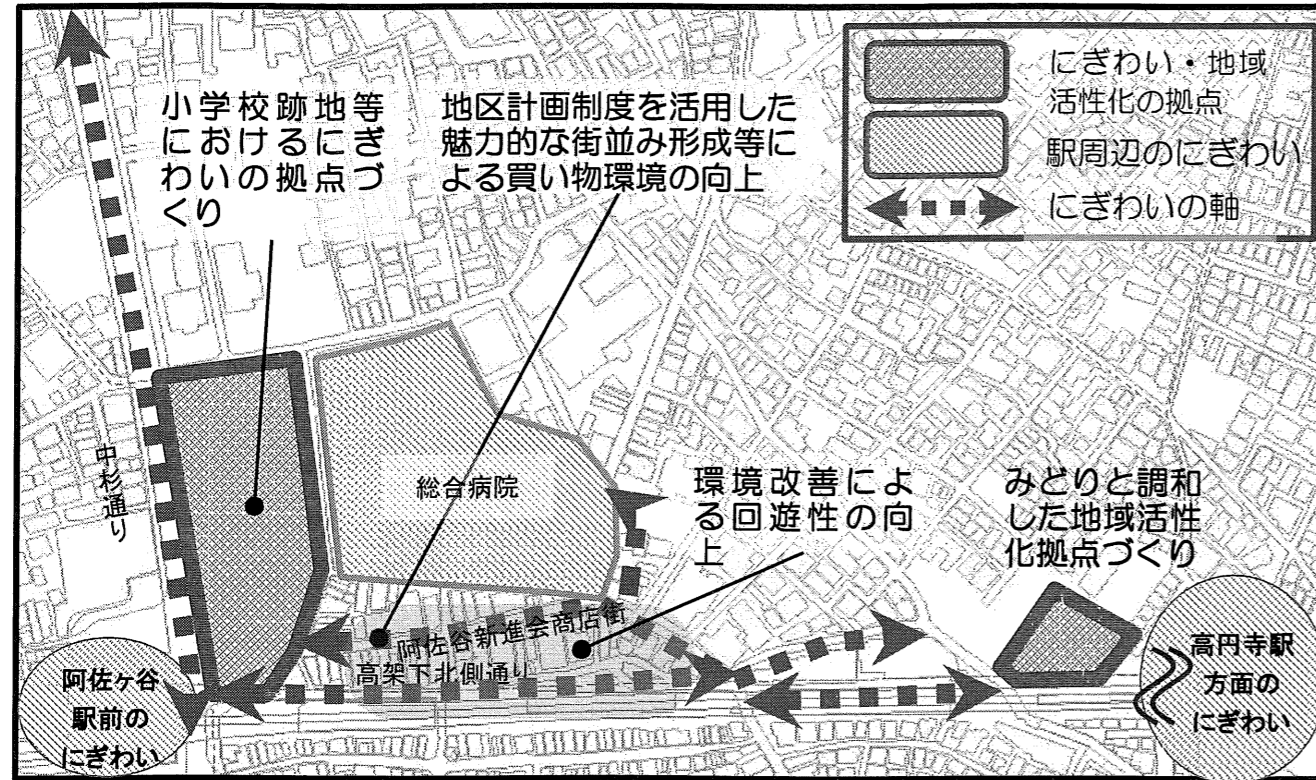 小学校跡地等
におけるにぎ
わいの拠点づ
くり
地区計画制度を活用した
魅力的な街並み形成等に
よる買い物環境の向上
にぎわい・地域
活性化の拠点
駅周辺のにぎわい
にぎわいの軸
中杉通り
総合病院
環境改善によ
る回遊性の向
上
みどりと調和
した地域活性
化拠点づくり
阿佐谷新進会商店街
高架下北側通り
阿佐ヶ谷
駅前の
にぎわい
高円寺駅
方面の
にぎわい